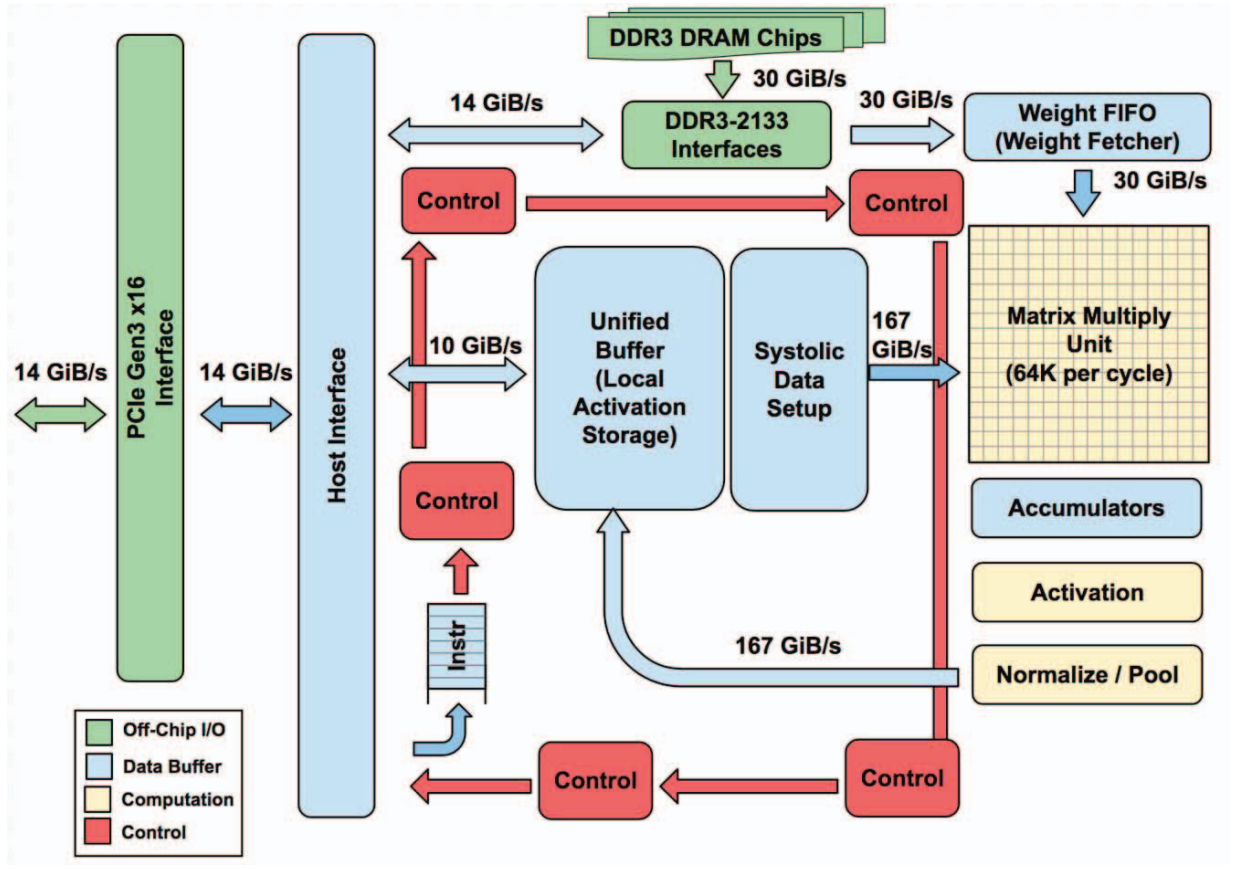 DDR3 DRAM Chips
30 GiB/s
14 GiB/s
DDR3-2133
Interfaces
30 GiB/s
Weight FIFO
(Weight Fetcher)
30 GiB/s
Control
Control
PCIe Gen3 x16
Interface
Host Interface
14 GiB/s
14 GiB/s
10 GiB/s
Unified
Buffer
(Local
Activation
Storage)
Systolic
Data
Setup
167
GiB/s
Matrix Multiply
Unit
(64K per cycle)
Control
Accumulators
Activation
Instr
167 GiB/s
Normalize / Pool
Control
Control
Off-Chip I/O
Data Buffer
Computation
Control